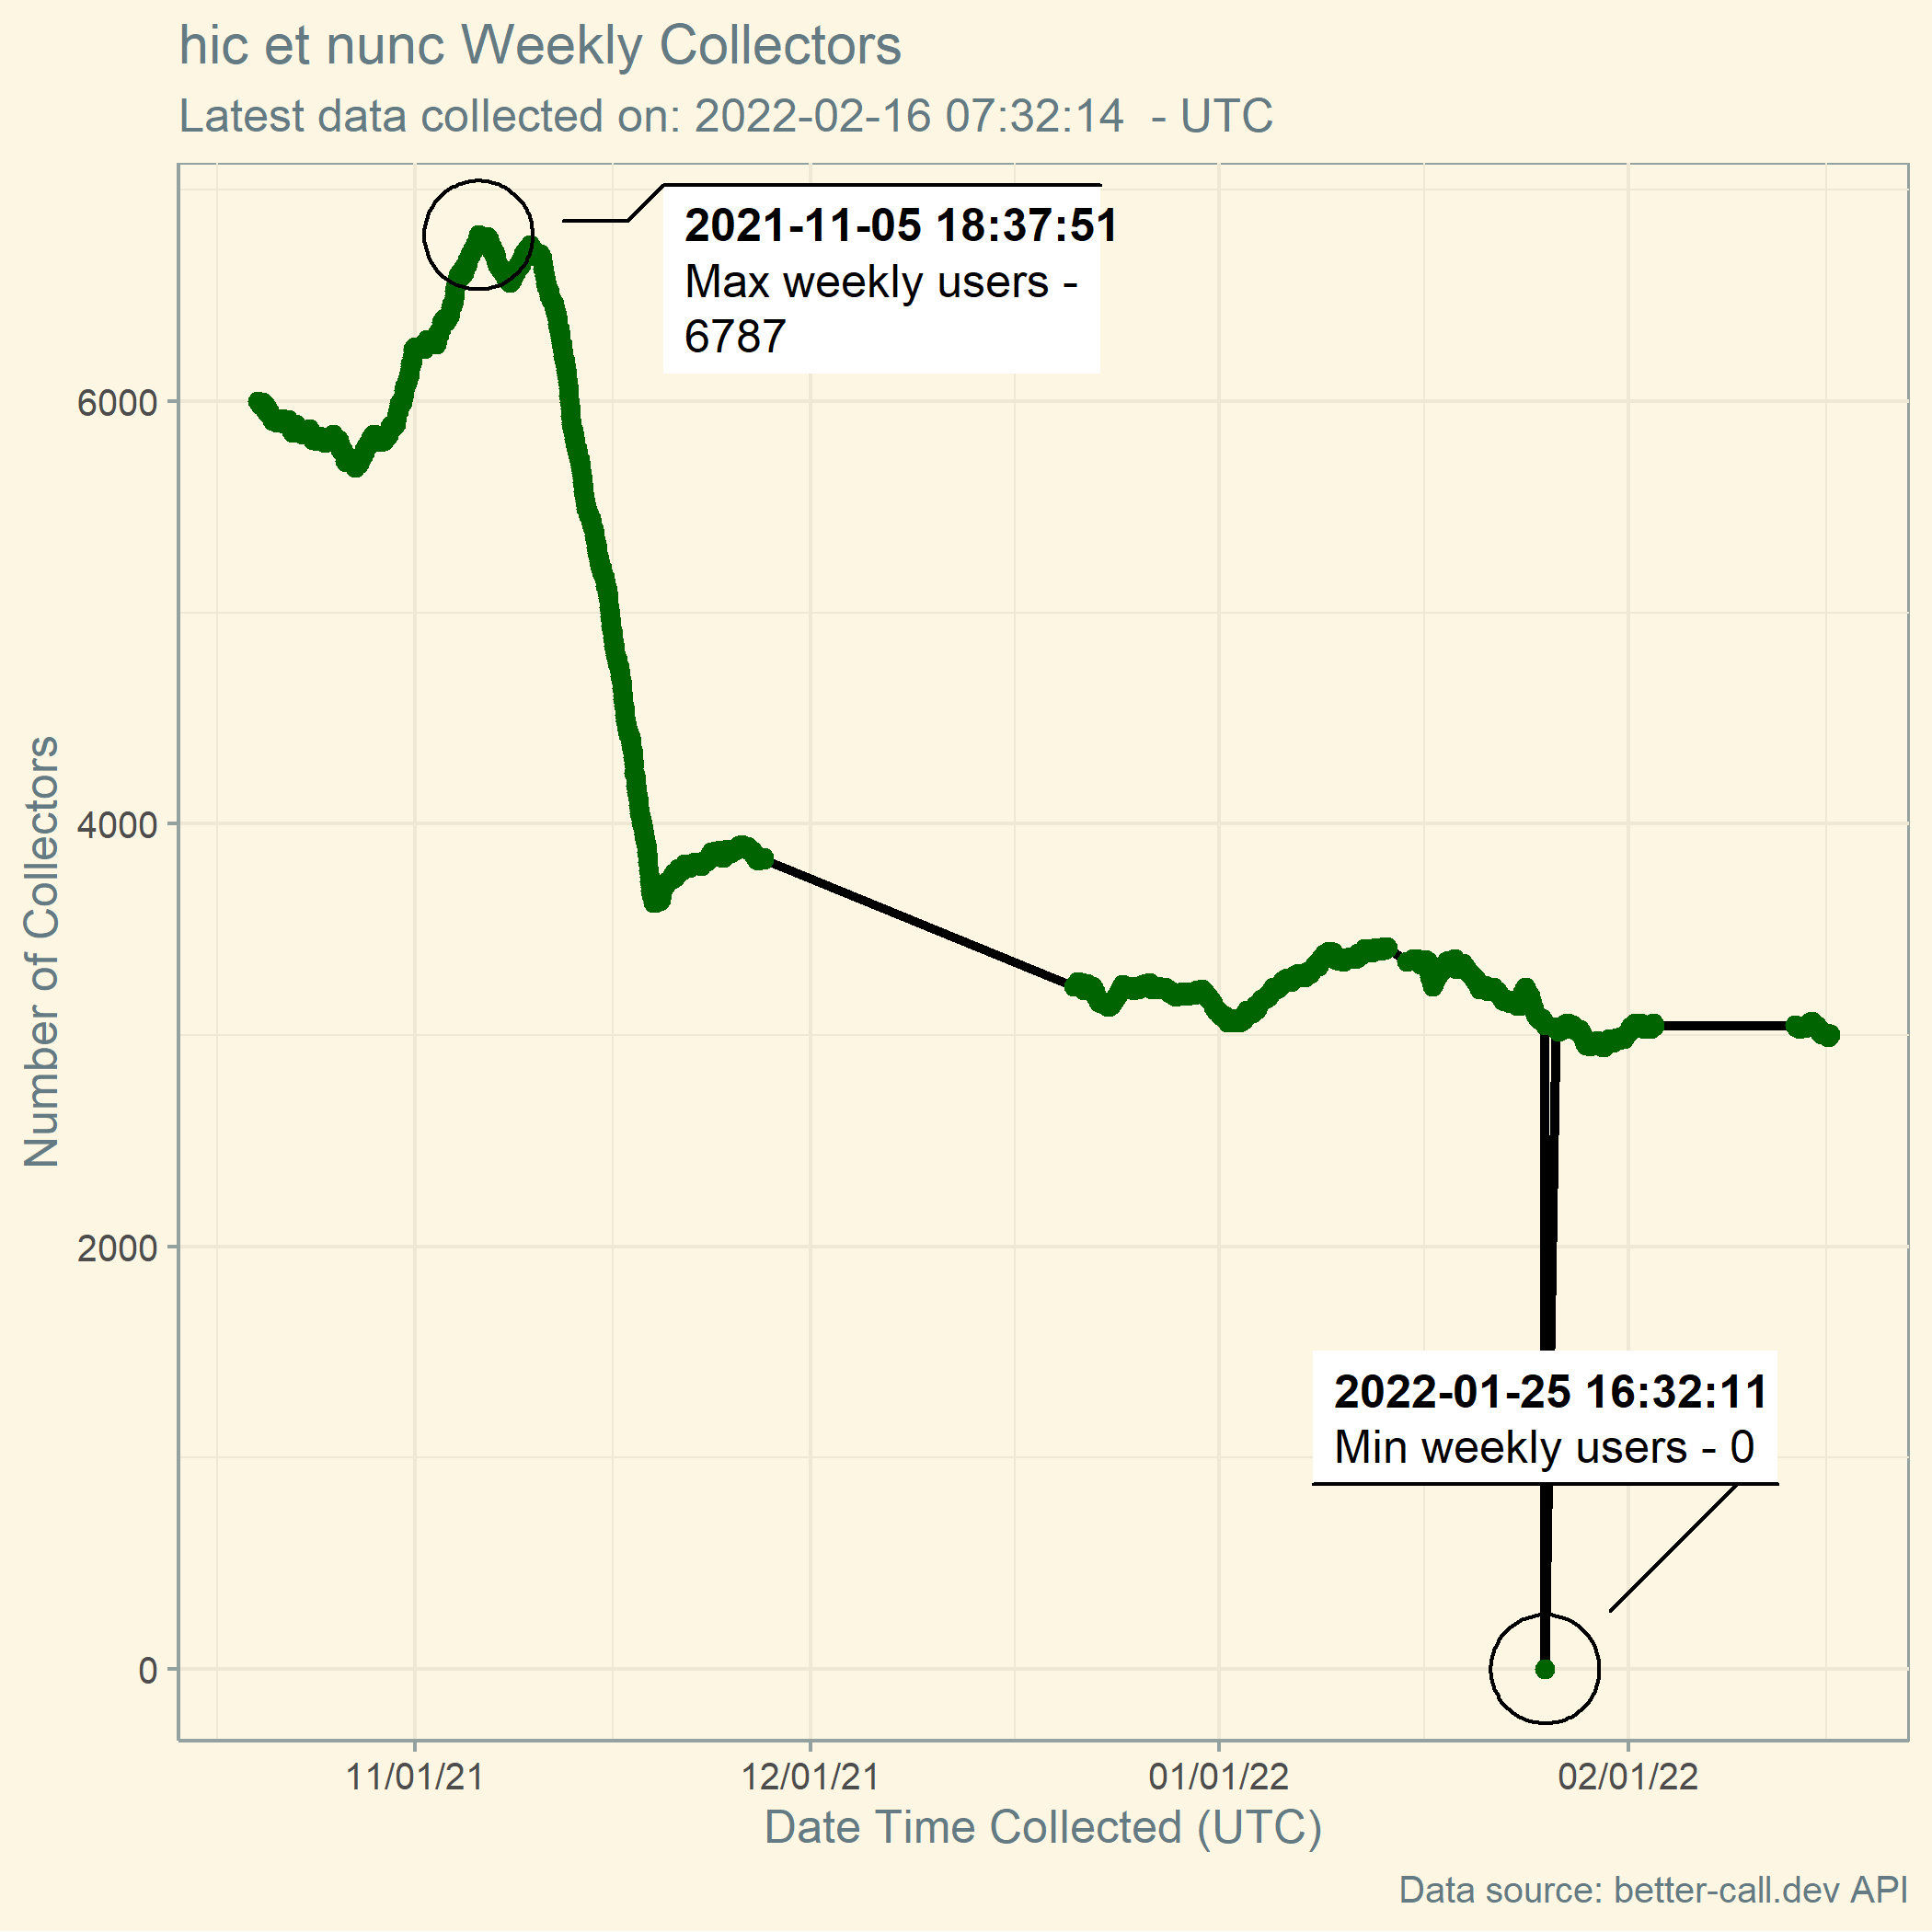 hic et nunc Weekly Collectors
Latest data collected on: 2022-02-16 07:32:14  - UTC
2021-11-05 18:37:51
Max weekly users -
6787
6000
4000
2000
0
Number of Collectors
2022-01-25 16:32:11
Min weekly users - 0
11/01/21
12/01/21
01/01/22
02/01/22
Date Time Collected (UTC)
Data source: better-call.dev API